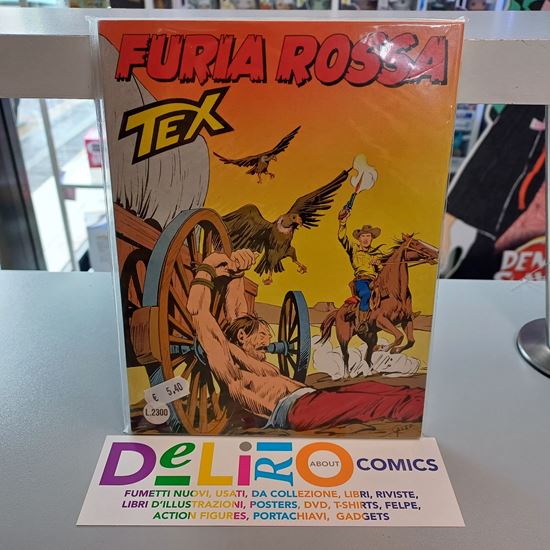 FURIA ROSSA
TEX
€ 5,40
L.2300
DeLiRiO ABOUT COMICS
FUMETTI NUOVI, USATI, DA COLLEZIONE, LIBRI, RIVISTE,
LIBRI D'ILLUSTRAZIONI, POSTERS, DVD, T-SHIRTS, FELPE,
ACTION FIGURES, PORTACHIAVI, GADGETS
DEN